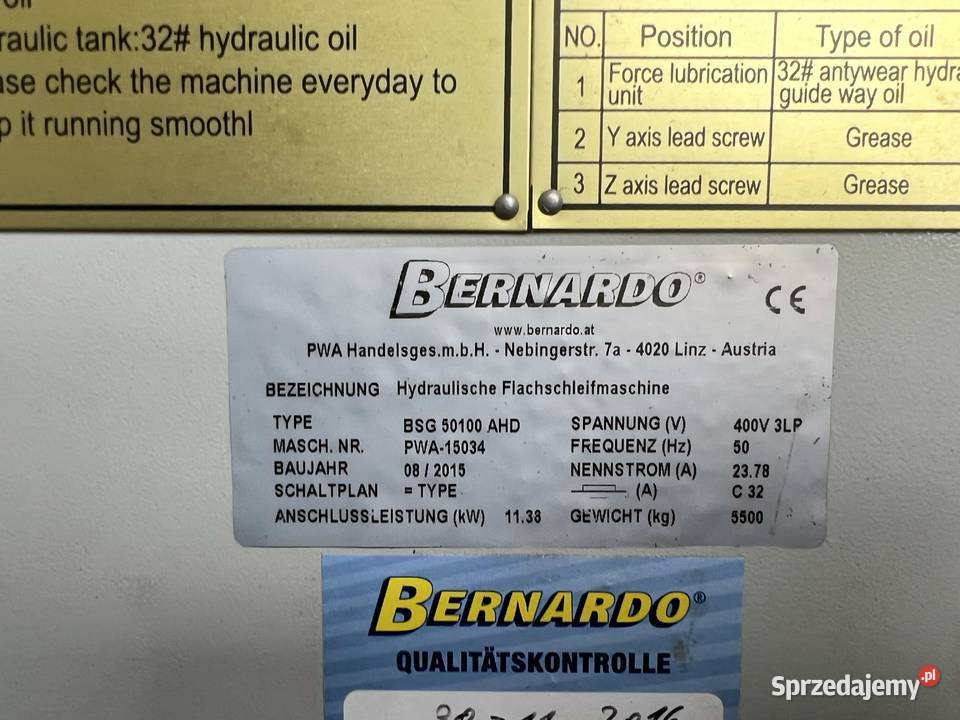 raulic tank:32# hydraulic oil
ase check the machine everyday to
p it running smoothl
NO. Position Type of oil
1 Force lubrication unit 32# antywear hydra guide way oil
2 Y axis lead screw Grease
3 Z axis lead screw Grease
BERNARDO®
CE
www.bernardo.at
PWA Handelsges.m.b.H. - Nebingerstr. 7a - 4020 Linz - Austria
BEZEICHNUNG Hydraulische Flachschleifmaschine
TYPE BSG 50100 AHD SPANNUNG (V) 400V 3LP
MASCH. NR. PWA-15034 FREQUENZ (Hz) 50
BAUJAHR 08 / 2015 NENNSTROM (A) 23.78
SCHALTPLAN = TYPE (A) C 32
ANSCHLUSSLEISTUNG (kW) 11.38 GEWICHT (kg) 5500
BERNARDO®
QUALITÄTSKONTROLLE
Sprzedajemy.pl